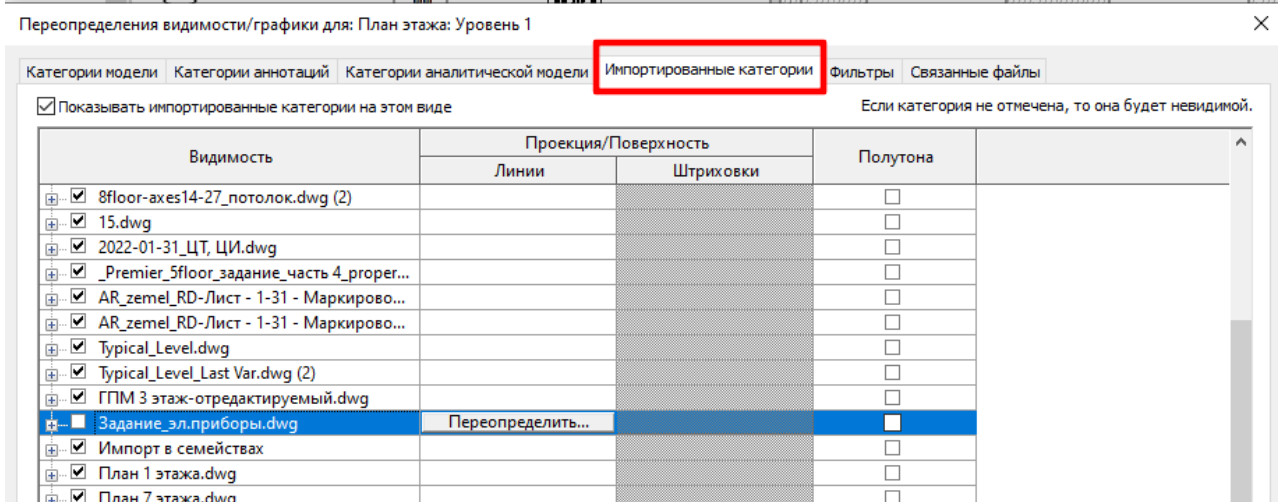 Переопределения видимости/графики для: План этажа: Уровень 1
Категории модели Категории аннотаций Категории аналитической модели Импортированные категории Фильтры Связанные файлы
Показывать импортированные категории на этом виде Если категория не отмечена, то она будет невидимой.
Видимость Проекция/Поверхность Полутона
Линии Штриховки
8floor-axes14-27_потолок.dwg (2)
15.dwg
2022-01-31_ЦТ, ЦИ.dwg
_Premier_5floor_задание_часть 4_proper...
AR_zemel_RD-Лист - 1-31 - Маркирово...
AR_zemel_RD-Лист - 1-31 - Маркирово...
Typical_Level.dwg
Typical_Level_Last Var.dwg (2)
ГПМ 3 этаж-отредактируемый.dwg
Задание_эл.приборы.dwg Переопределить...
Импорт в семействах
План 1 этажа.dwg
План 7 этажа.dwg